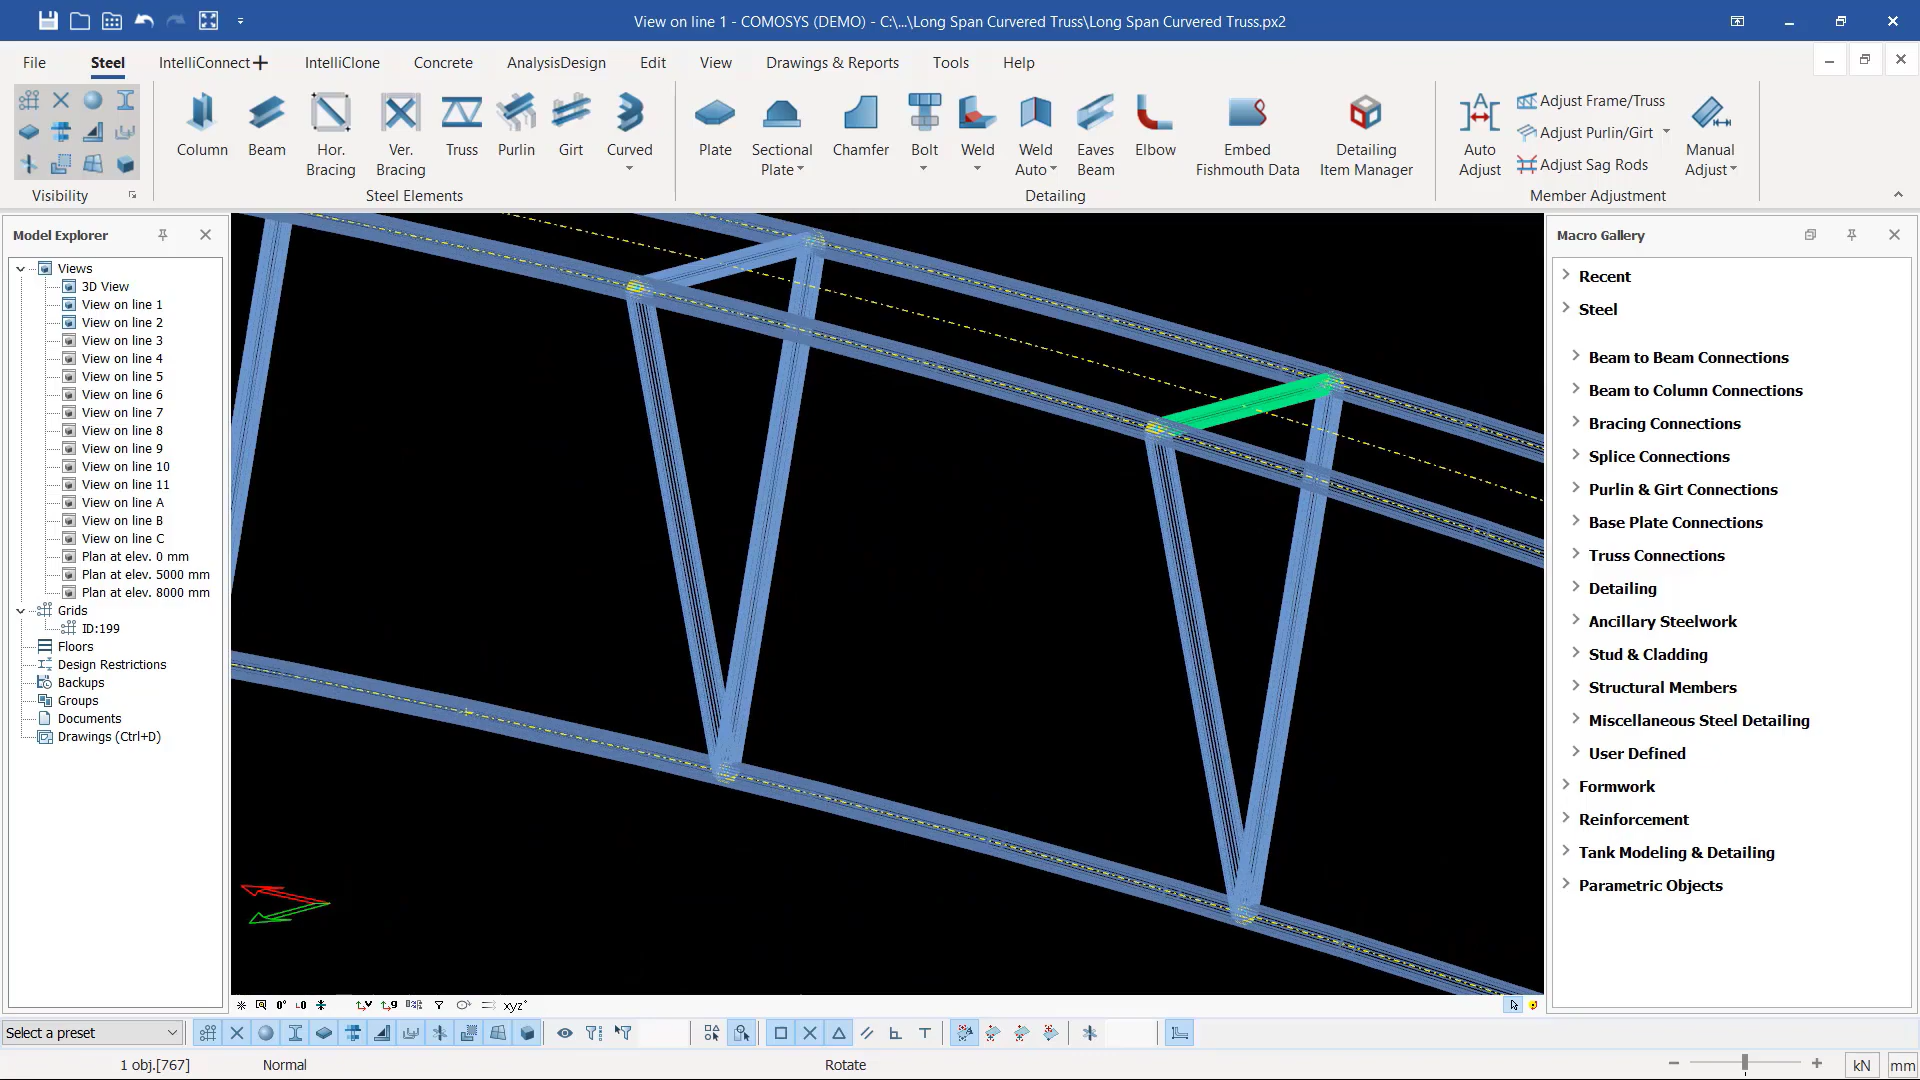 View on line 1 - COMOSYS (DEMO) - C:\...\Long Span Curvered Truss\Long Span Curvered Truss.px2
File
Steel
IntelliConnect+
IntelliClone
Concrete
AnalysisDesign
Edit
View
Drawings & Reports
Tools
Help
Column
Beam
Hor.
Bracing
Ver.
Bracing
Truss
Purlin
Girt
Curved
Plate
Sectional
Plate
Chamfer
Bolt
Weld
Weld
Auto
Eaves
Beam
Elbow
Embed
Fishmouth Data
Detailing
Item Manager
Auto
Adjust
Adjust Frame/Truss
Adjust Purlin/Girt
Adjust Sag Rods
Manual
Adjust
Visibility
Steel Elements
Detailing
Member Adjustment
Model Explorer
Views
3D View
View on line 1
View on line 2
View on line 3
View on line 4
View on line 5
View on line 6
View on line 7
View on line 8
View on line 9
View on line 10
View on line 11
View on line A
View on line B
View on line C
Plan at elev. 0 mm
Plan at elev. 5000 mm
Plan at elev. 8000 mm
Grids
ID:199
Floors
Design Restrictions
Backups
Groups
Documents
Drawings (Ctrl+D)
Macro Gallery
Recent
Steel
Beam to Beam Connections
Beam to Column Connections
Bracing Connections
Splice Connections
Purlin & Girt Connections
Base Plate Connections
Truss Connections
Detailing
Ancillary Steelwork
Stud & Cladding
Structural Members
Miscellaneous Steel Detailing
User Defined
Formwork
Reinforcement
Tank Modeling & Detailing
Parametric Objects
xyz°
Select a preset
1 obj.[767]
Normal
Rotate
kN
mm